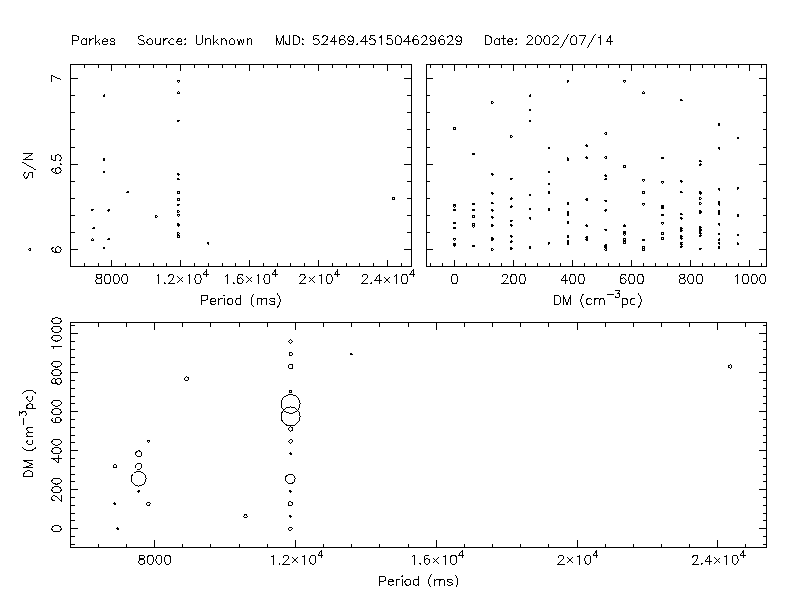 Parkes Source: Unknown MJD: 52469.451504629629 Date: 2002/07/14
7
6.5
6
S/N
8000 1.2×10⁴ 1.6×10⁴ 2×10⁴ 2.4×10⁴
Period (ms)
0 200 400 600 800 1000
DM (cm⁻³pc)
1000
800
600
400
200
0
DM (cm⁻³pc)
8000 1.2×10⁴ 1.6×10⁴ 2×10⁴ 2.4×10⁴
Period (ms)